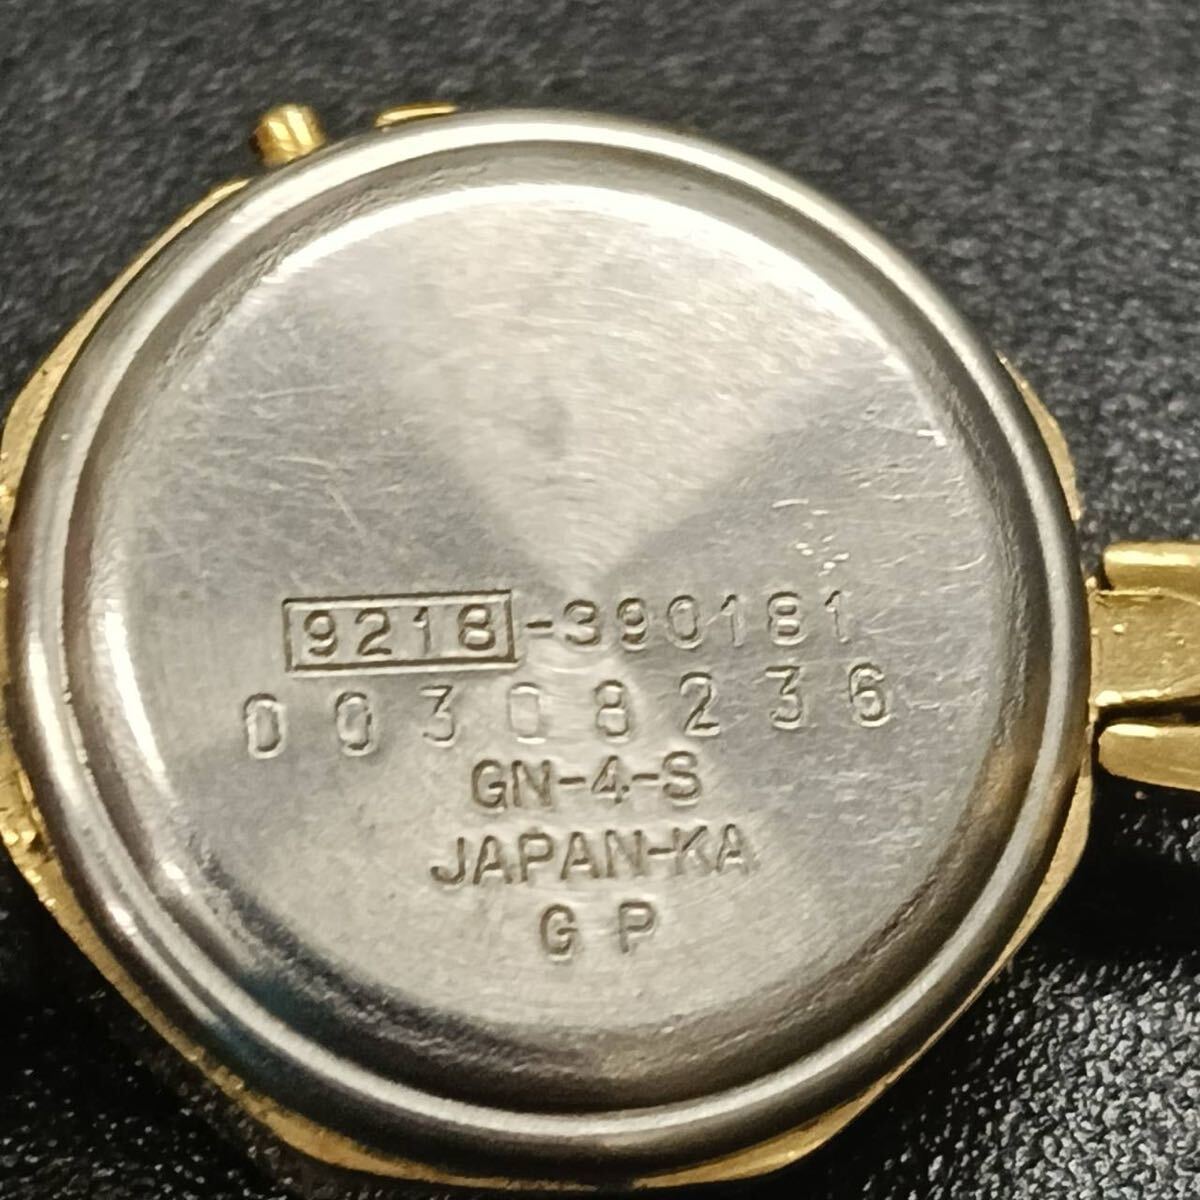 9218-390181
00308236
GN-4-S
JAPAN-KA
GP